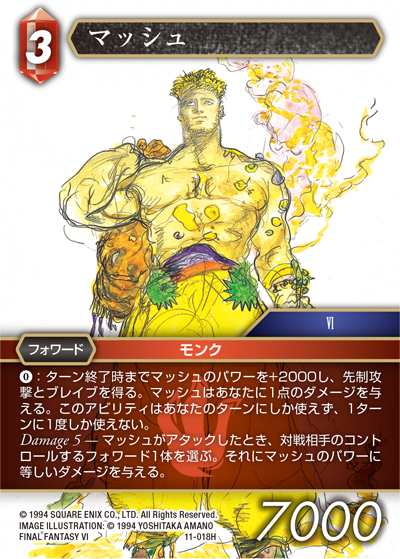 3
マッシュ
VI
フォワード
モンク
0：ターン終了時までマッシュのパワーを+2000し、先制攻
撃とブレイブを得る。マッシュはあなたに1点のダメージを与
える。このアビリティはあなたのターンにしか使えず、1ター
ンに1度しか使えない。
Damage 5 ― マッシュがアタックしたとき、対戦相手のコント
ロールするフォワード1体を選ぶ。それにマッシュのパワーに
等しいダメージを与える。
© 1994 SQUARE ENIX CO., LTD. All Rights Reserved.
IMAGE ILLUSTRATION: © 1994 YOSHITAKA AMANO
FINAL FANTASY VI
11-018H
7000